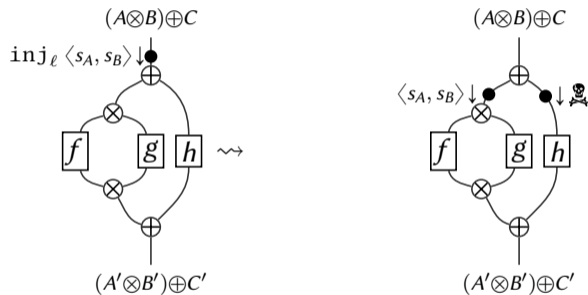 (A⊗B)⊕C (A⊗B)⊕C
inj_ℓ ⟨s_A, s_B⟩↓ ⊕ ⊕
⟨s_A, s_B⟩↓ ↓☠
⊗ ⊗
f g h ⇝ f g h
⊗ ⊗
⊕ ⊕
(A′⊗B′)⊕C′ (A′⊗B′)⊕C′